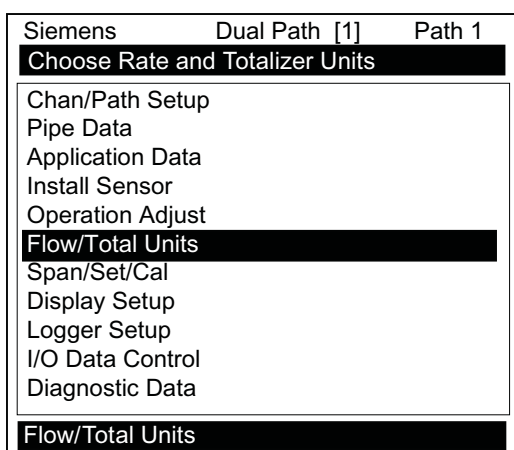 Siemens Dual Path [1] Path 1
Choose Rate and Totalizer Units
Chan/Path Setup
Pipe Data
Application Data
Install Sensor
Operation Adjust
Flow/Total Units
Span/Set/Cal
Display Setup
Logger Setup
I/O Data Control
Diagnostic Data
Flow/Total Units